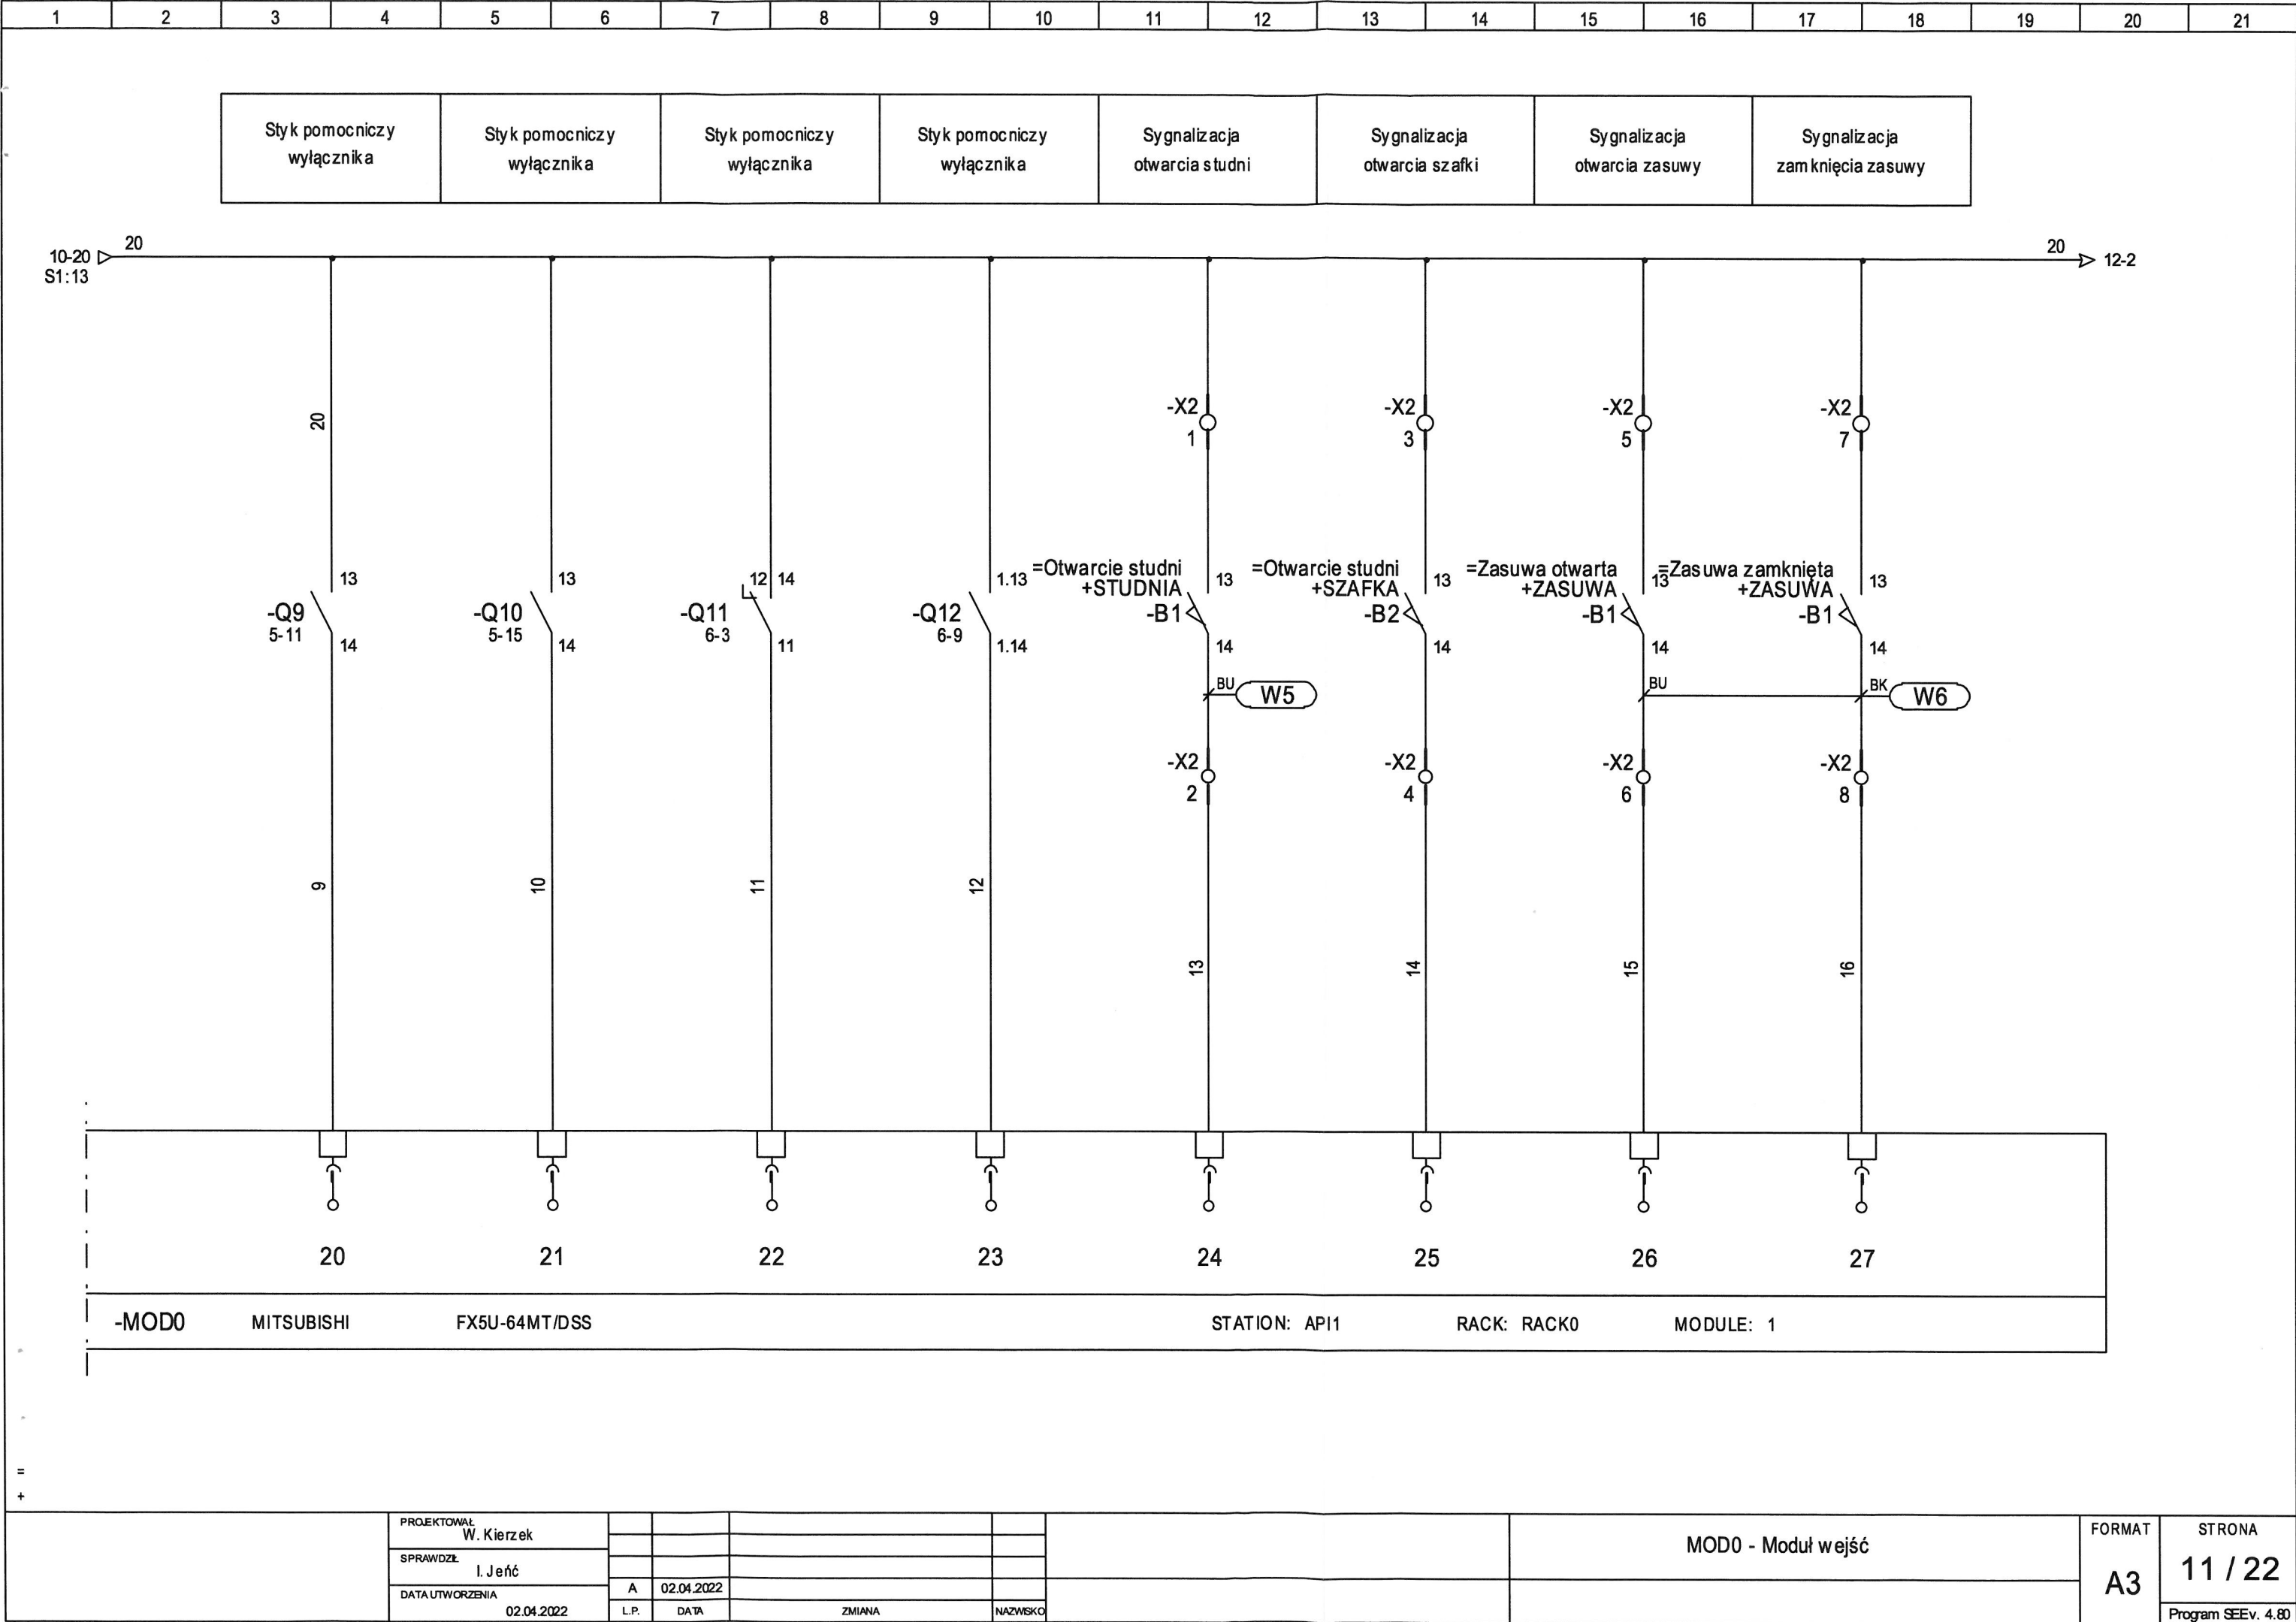 1 2 3 4 5 6 7 8 9 10 11 12 13 14 15 16 17 18 19 20 21
Styk pomocniczy
wyłącznika
Styk pomocniczy
wyłącznika
Styk pomocniczy
wyłącznika
Styk pomocniczy
wyłącznika
Sygnalizacja
otwarcia studni
Sygnalizacja
otwarcia szafki
Sygnalizacja
otwarcia zasuwy
Sygnalizacja
zamknięcia zasuwy
20
10-20
S1:13
20
12-2
20
-X2
1
-X2
3
-X2
5
-X2
7
13
-Q9
5-11
14
13
-Q10
5-15
14
12 14
-Q11
6-3
11
1.13
-Q12
6-9
1.14
=Otwarcie studni
+STUDNIA
13
-B1
14
=Otwarcie studni
+SZAFKA
13
-B2
14
=Zasuwa otwarta
+ZASUWA
13
-B1
14
=Zasuwa zamknięta
+ZASUWA
13
-B1
14
BU
W5
BU
BK
W6
-X2
2
-X2
4
-X2
6
-X2
8
9
10
11
12
13
14
15
16
20 21 22 23 24 25 26 27
-MOD0 MITSUBISHI FX5U-64MT/DSS STATION: API1 RACK: RACK0 MODULE: 1
=
+
PROJEKTOWAŁ
W. Kierzek
SPRAWDZIŁ
I. Jeńć
DATA UTWORZENIA
02.04.2022
A 02.04.2022
L.P. DATA ZMIANA NAZWISKO
MOD0 - Moduł wejść
FORMAT
A3
STRONA
11 / 22
Program SEEv. 4.80